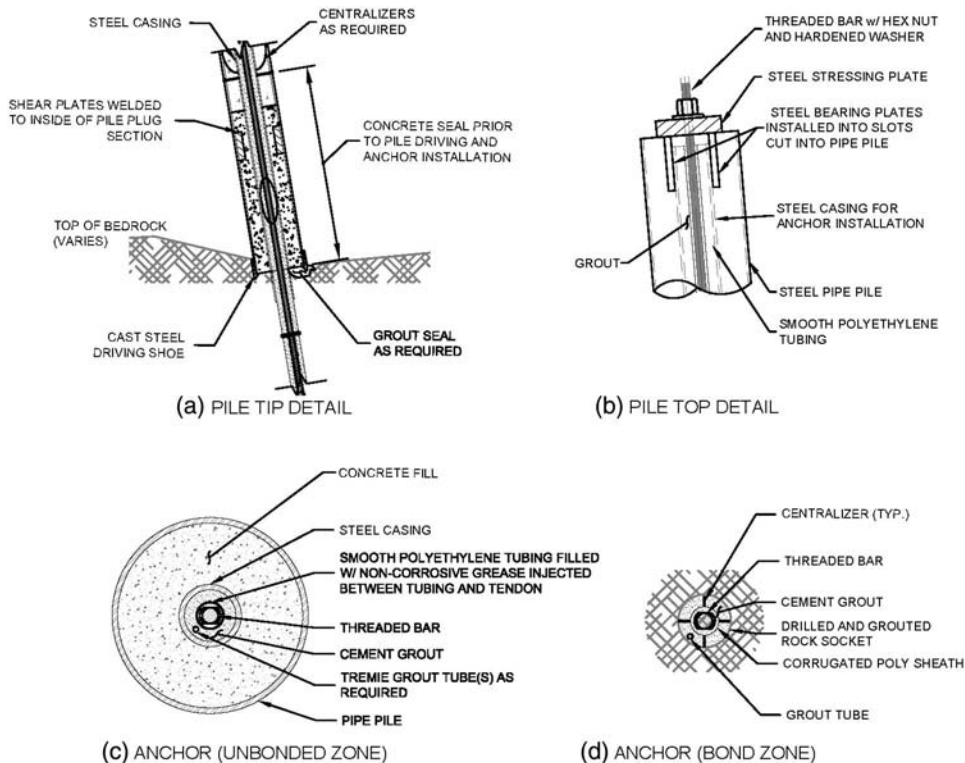 STEEL CASING
CENTRALIZERS
AS REQUIRED
SHEAR PLATES WELDED
TO INSIDE OF PILE PLUG
SECTION
CONCRETE SEAL PRIOR
TO PILE DRIVING AND
ANCHOR INSTALLATION
TOP OF BEDROCK
(VARIES)
CAST STEEL
DRIVING SHOE
GROUT SEAL
AS REQUIRED
(a) PILE TIP DETAIL
THREADED BAR w/ HEX NUT
AND HARDENED WASHER
STEEL STRESSING PLATE
STEEL BEARING PLATES
INSTALLED INTO SLOTS
CUT INTO PIPE PILE
STEEL CASING FOR
ANCHOR INSTALLATION
GROUT
STEEL PIPE PILE
SMOOTH POLYETHYLENE
TUBING
(b) PILE TOP DETAIL
CONCRETE FILL
STEEL CASING
SMOOTH POLYETHYLENE TUBING FILLED
W/ NON-CORROSIVE GREASE INJECTED
BETWEEN TUBING AND TENDON
THREADED BAR
CEMENT GROUT
TREMIE GROUT TUBE(S) AS
REQUIRED
PIPE PILE
(c) ANCHOR (UNBONDED ZONE)
CENTRALIZER (TYP.)
THREADED BAR
CEMENT GROUT
DRILLED AND GROUTED
ROCK SOCKET
CORRUGATED POLY SHEATH
GROUT TUBE
(d) ANCHOR (BOND ZONE)